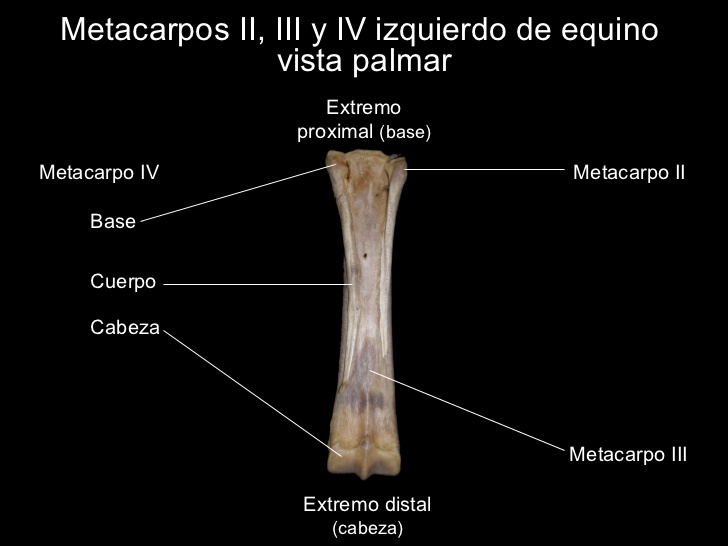 Metacarpos II, III y IV izquierdo de equino
vista palmar
Extremo
proximal (base)
Metacarpo IV
Metacarpo II
Base
Cuerpo
Cabeza
Metacarpo III
Extremo distal
(cabeza)